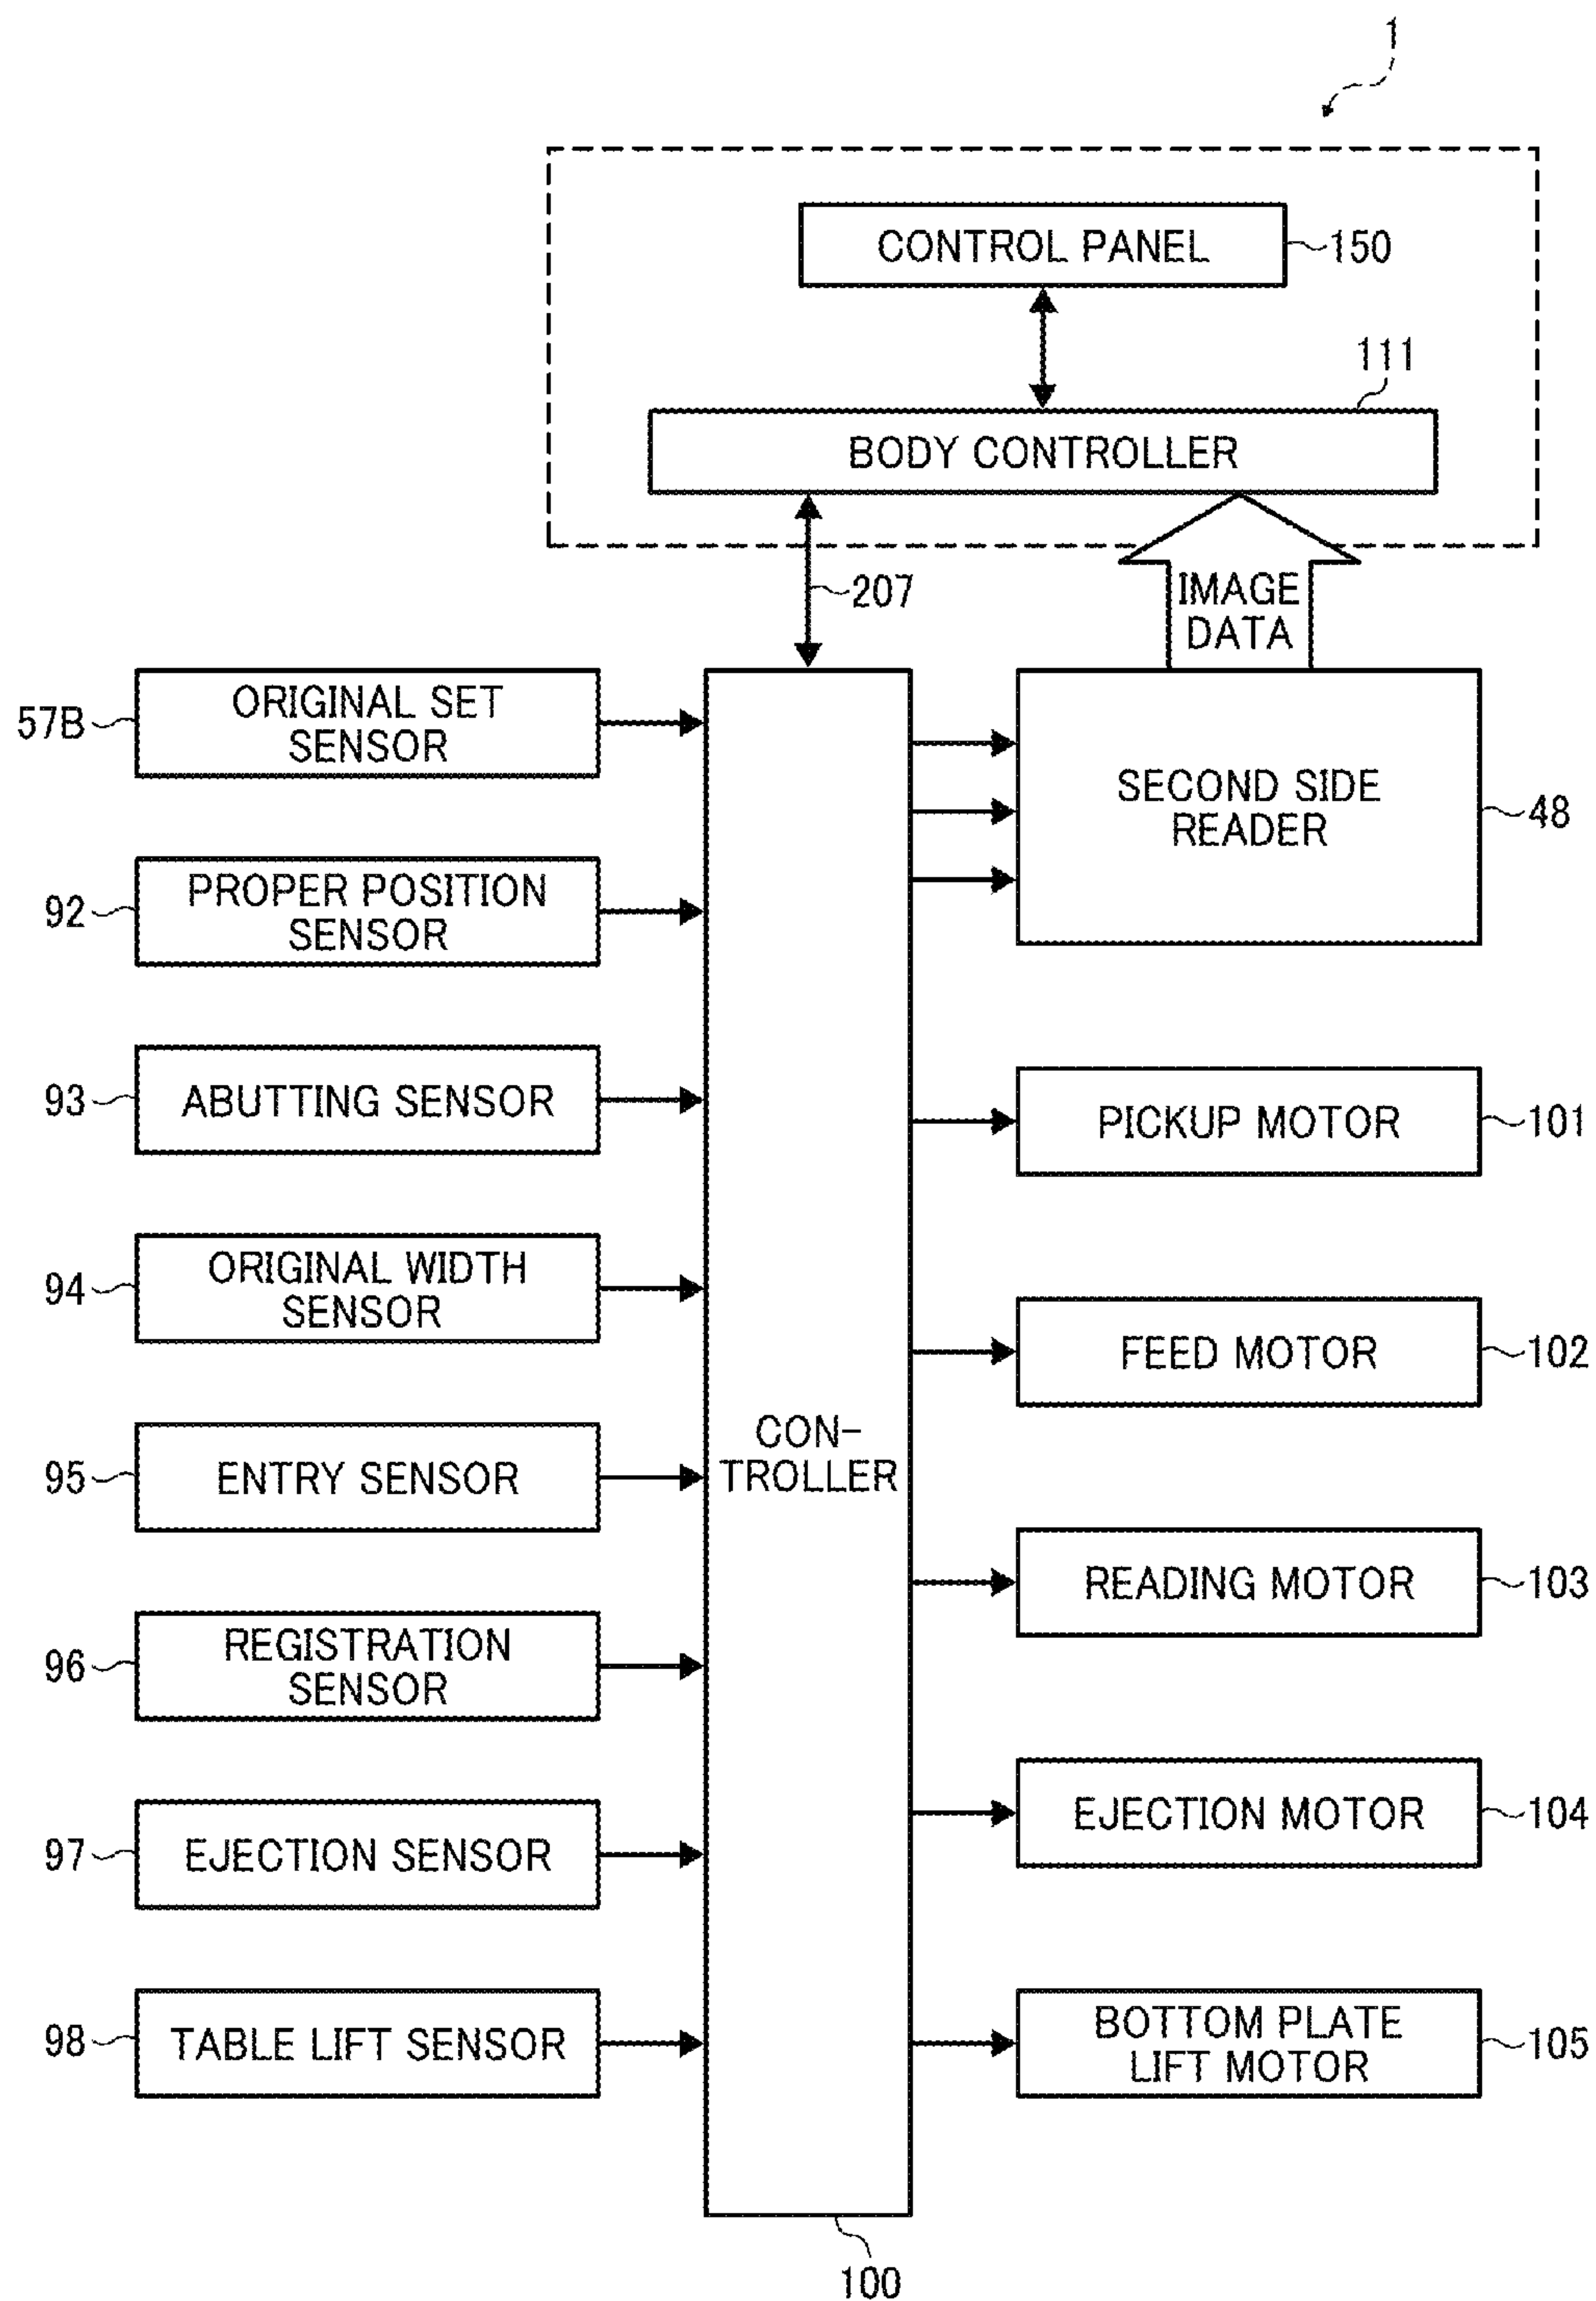 1
CONTROL PANEL
150
111
BODY CONTROLLER
207
IMAGE
DATA
57B
ORIGINAL SET
SENSOR
SECOND SIDE
READER
48
92
PROPER POSITION
SENSOR
93
ABUTTING SENSOR
PICKUP MOTOR
101
94
ORIGINAL WIDTH
SENSOR
FEED MOTOR
102
CON-
TROLLER
95
ENTRY SENSOR
READING MOTOR
103
96
REGISTRATION
SENSOR
EJECTION MOTOR
104
97
EJECTION SENSOR
98
TABLE LIFT SENSOR
BOTTOM PLATE
LIFT MOTOR
105
100